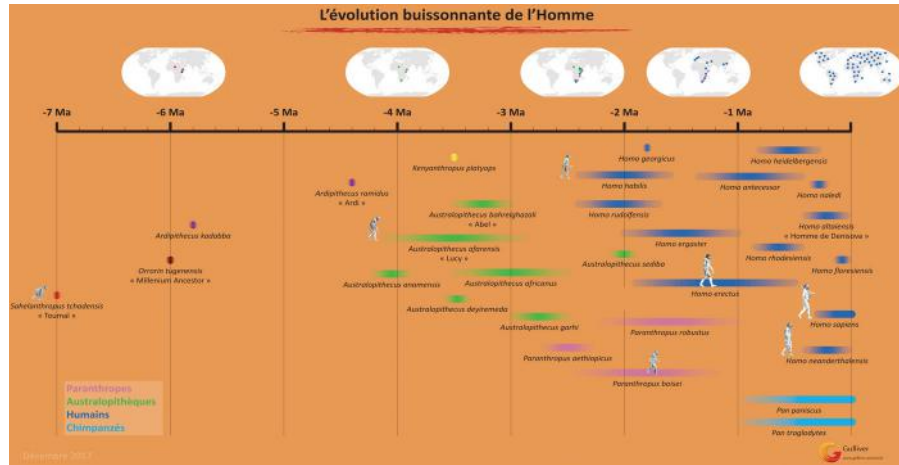 L'évolution buissonnante de l'Homme
-7 Ma
-6 Ma
-5 Ma
-4 Ma
-3 Ma
-2 Ma
-1 Ma
Homo georgicus
Homo heidelbergensis
Kenyanthropus platyops
Homo habilis
Homo antecessor
Ardipithecus ramidus
« Ardi »
Homo naledi
Australopithecus bahrelghazali
« Abel »
Homo rudolfensis
Homo altaiensis
« Homme de Denisova »
Ardipithecus kadabba
Australopithecus afarensis
« Lucy »
Homo ergaster
Homo rhodesiensis
Orrorin tugenensis
« Millenium Ancestor »
Australopithecus sediba
Homo floresiensis
Australopithecus anamensis
Australopithecus africanus
Homo erectus
Sahelanthropus tchadensis
« Toumaï »
Australopithecus deyiremeda
Australopithecus garhi
Paranthropus robustus
Homo sapiens
Paranthropus aethiopicus
Homo neanderthalensis
Paranthropus boisei
Paranthropes
Australopithèques
Humains
Chimpanzés
Pan paniscus
Pan troglodytes
Décembre 2017
Gulliver